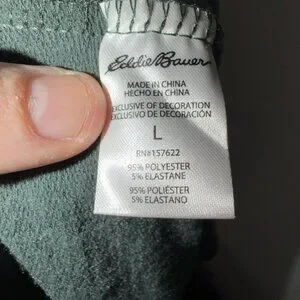 Eddie Bauer
MADE IN CHINA
HECHO EN CHINA
EXCLUSIVE OF DECORATION
EXCLUSIVO DE DECORACIÓN
L
RN#157622
95% POLYESTER
5% ELASTANE
95% POLIÉSTER
5% ELASTANO